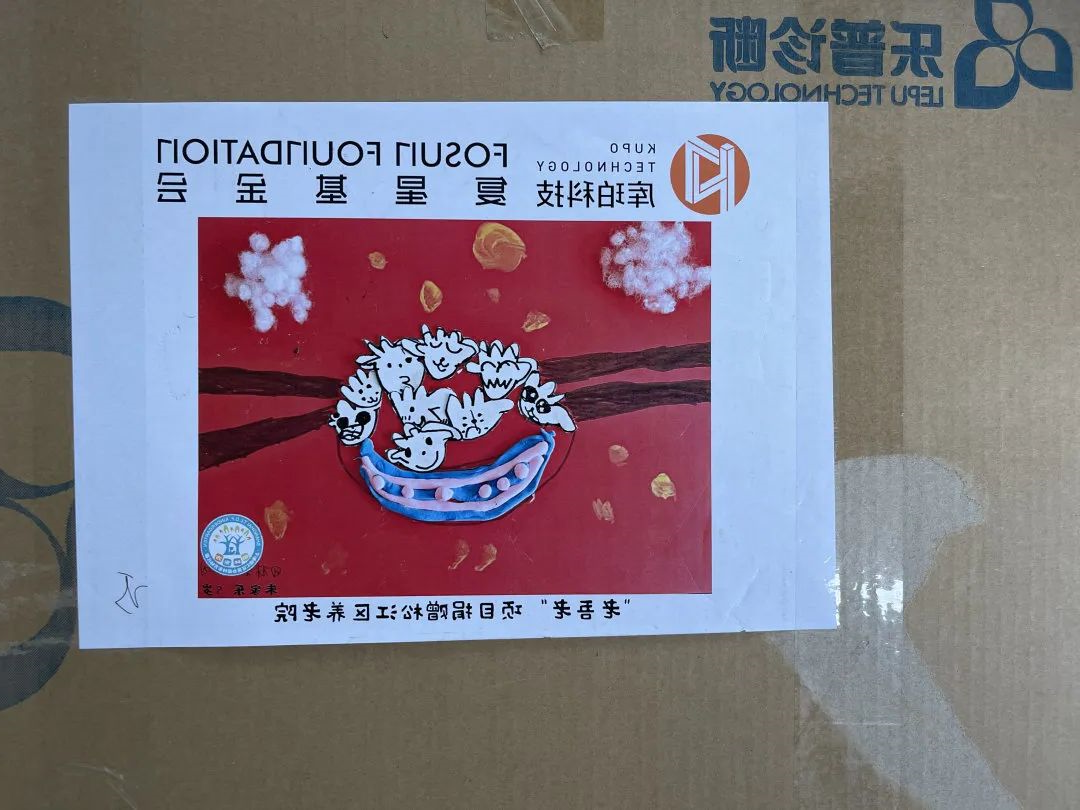 乐普诊断
LEPU TECHNOLOGY
KUPO
TECHNOLOGY
库珀科技
FOSUN FOUNDATION
复星基金会
"老吾老"项目捐赠松江区养老院